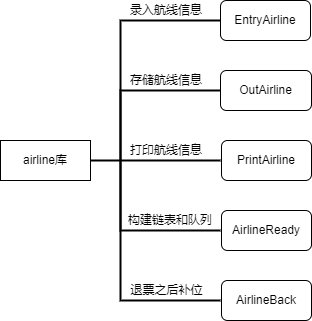 录入航线信息
EntryAirline
存储航线信息
OutAirline
airline库
打印航线信息
PrintAirline
构建链表和队列
AirlineReady
退票之后补位
AirlineBack